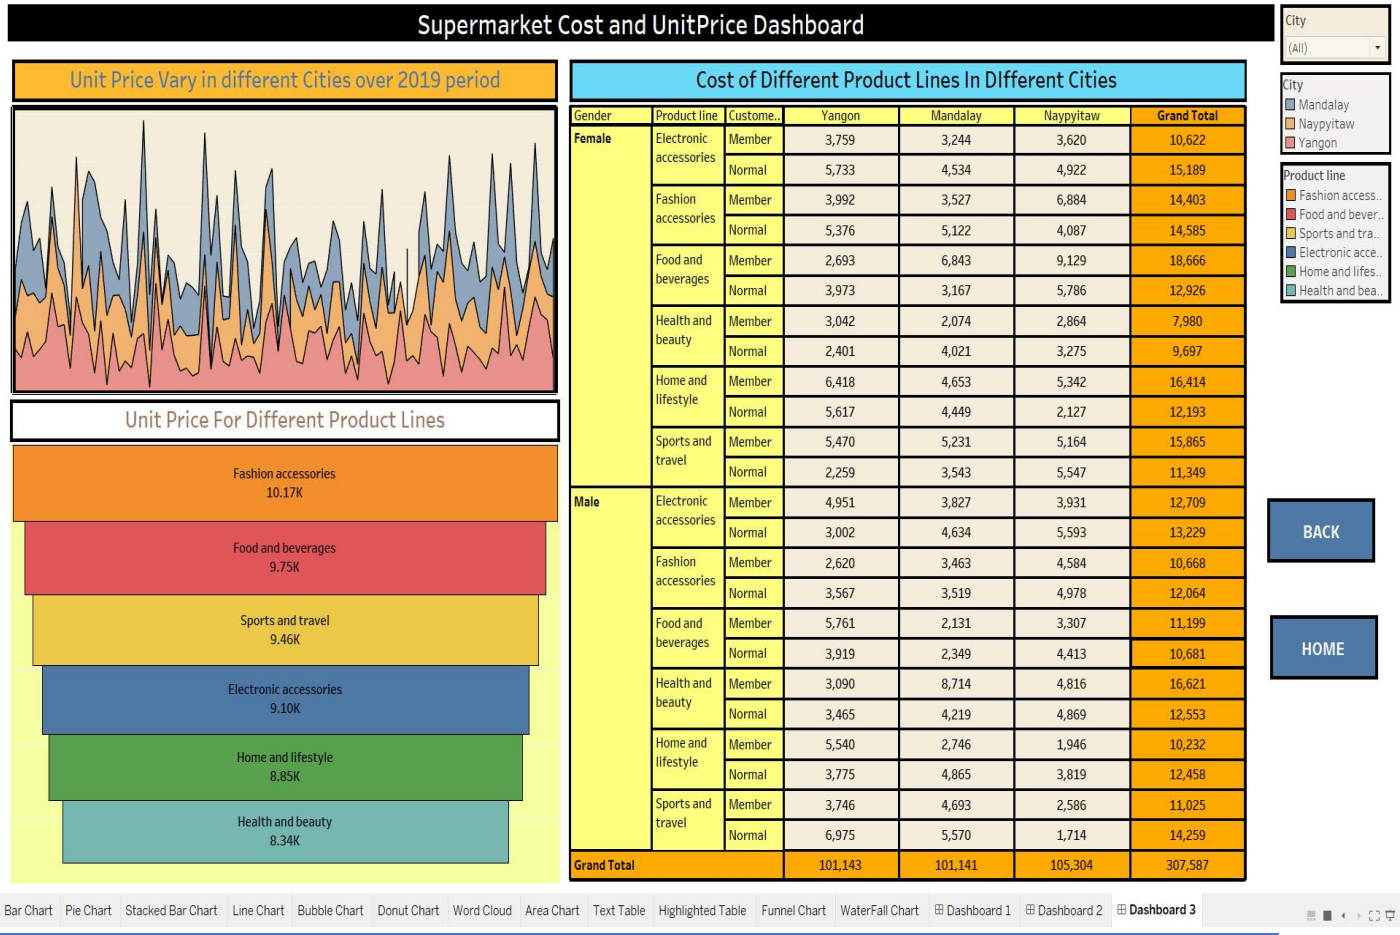 Supermarket Cost and UnitPrice Dashboard
City
(All)
City
Mandalay
Naypyitaw
Yangon
Product line
Fashion access..
Food and bever..
Sports and tra..
Electronic acce..
Home and lifes..
Health and bea..
BACK
HOME
Unit Price Vary in different Cities over 2019 period
Unit Price For Different Product Lines
Fashion accessories
10.17K
Food and beverages
9.75K
Sports and travel
9.46K
Electronic accessories
9.10K
Home and lifestyle
8.85K
Health and beauty
8.34K
Cost of Different Product Lines In DIfferent Cities
Gender Product line Custome.. Yangon Mandalay Naypyitaw Grand Total
Female Electronic accessories Member 3,759 3,244 3,620 10,622
Normal 5,733 4,534 4,922 15,189
Fashion accessories Member 3,992 3,527 6,884 14,403
Normal 5,376 5,122 4,087 14,585
Food and beverages Member 2,693 6,843 9,129 18,666
Normal 3,973 3,167 5,786 12,926
Health and beauty Member 3,042 2,074 2,864 7,980
Normal 2,401 4,021 3,275 9,697
Home and lifestyle Member 6,418 4,653 5,342 16,414
Normal 5,617 4,449 2,127 12,193
Sports and travel Member 5,470 5,231 5,164 15,865
Normal 2,259 3,543 5,547 11,349
Male Electronic accessories Member 4,951 3,827 3,931 12,709
Normal 3,002 4,634 5,593 13,229
Fashion accessories Member 2,620 3,463 4,584 10,668
Normal 3,567 3,519 4,978 12,064
Food and beverages Member 5,761 2,131 3,307 11,199
Normal 3,919 2,349 4,413 10,681
Health and beauty Member 3,090 8,714 4,816 16,621
Normal 3,465 4,219 4,869 12,553
Home and lifestyle Member 5,540 2,746 1,946 10,232
Normal 3,775 4,865 3,819 12,458
Sports and travel Member 3,746 4,693 2,586 11,025
Normal 6,975 5,570 1,714 14,259
Grand Total 101,143 101,141 105,304 307,587
Bar Chart Pie Chart Stacked Bar Chart Line Chart Bubble Chart Donut Chart Word Cloud Area Chart Text Table Highlighted Table Funnel Chart WaterFall Chart Dashboard 1 Dashboard 2 Dashboard 3